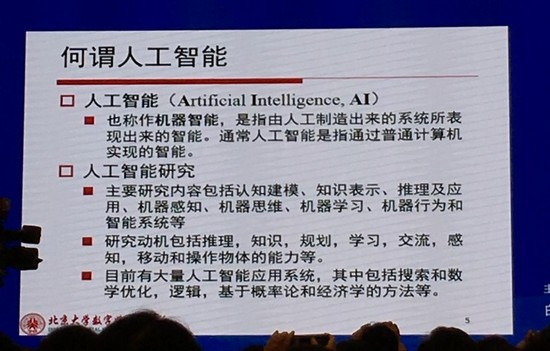 何谓人工智能
人工智能（Artificial Intelligence, AI）
也称作机器智能，是指由人工制造出来的系统所表
现出来的智能。通常人工智能是指通过普通计算机
实现的智能。
人工智能研究
主要研究内容包括认知建模、知识表示、推理及应
用、机器感知、机器思维、机器学习、机器行为和
智能系统等
研究动机包括推理，知识，规划，学习，交流，感
知，移动和操作物体的能力等。
目前有大量人工智能应用系统，其中包括搜索和数
学优化，逻辑，基于概率论和经济学的方法等。
北京大学数字
5